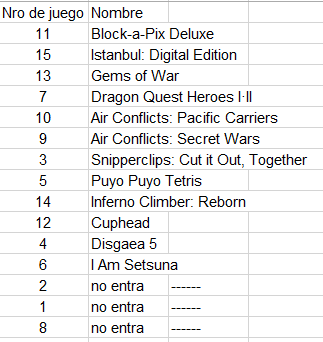 Nro de juego Nombre
11 Block-a-Pix Deluxe
15 Istanbul: Digital Edition
13 Gems of War
7 Dragon Quest Heroes I·II
10 Air Conflicts: Pacific Carriers
9 Air Conflicts: Secret Wars
3 Snipperclips: Cut it Out, Together
5 Puyo Puyo Tetris
14 Inferno Climber: Reborn
12 Cuphead
4 Disgaea 5
6 I Am Setsuna
2 no entra ------
1 no entra ------
8 no entra ------